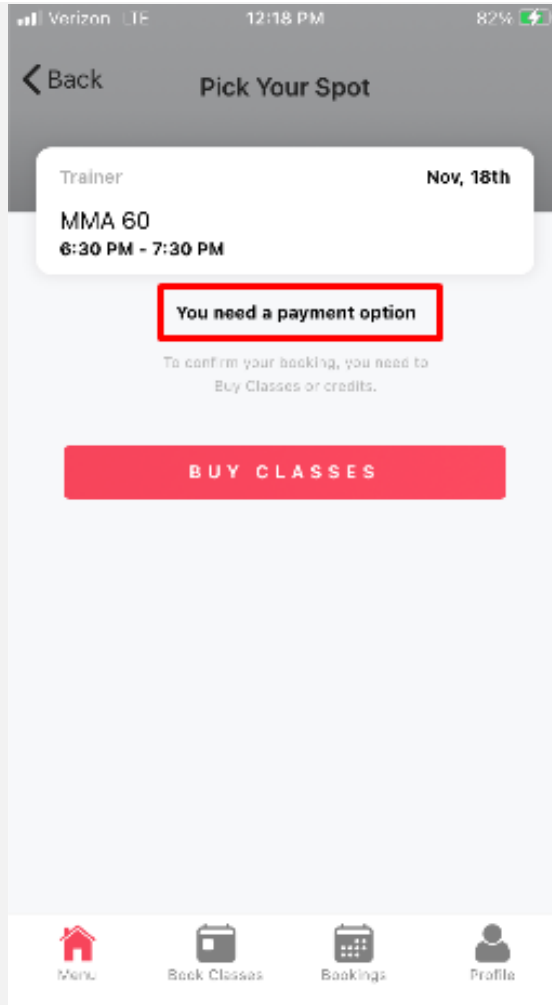 Verizon LTE 12:18 PM 82%
Back Pick Your Spot
Trainer Nov, 18th
MMA 60
6:30 PM - 7:30 PM
You need a payment option
To confirm your booking, you need to
Buy Classes or credits.
BUY CLASSES
Menu Book Classes Bookings Profile